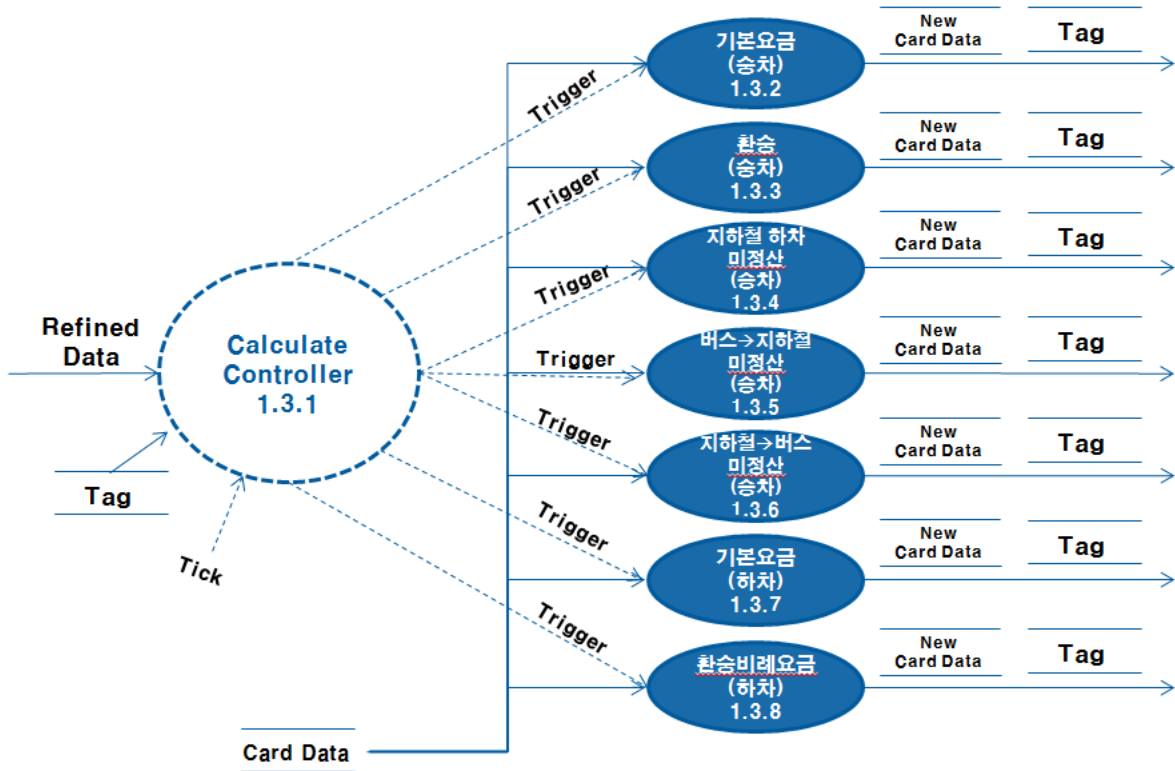 New
Card Data
Tag
기본요금
(승차)
1.3.2
Trigger
New
Card Data
Tag
환승
(승차)
1.3.3
Trigger
New
Card Data
Tag
지하철 하차
미정산
(승차)
1.3.4
Trigger
New
Card Data
Tag
버스→지하철
미정산
(승차)
1.3.5
Trigger
Refined
Data
Calculate
Controller
1.3.1
New
Card Data
Tag
지하철→버스
미정산
(승차)
1.3.6
Trigger
Tag
Tick
New
Card Data
Tag
기본요금
(하차)
1.3.7
Trigger
New
Card Data
Tag
환승비례요금
(하차)
1.3.8
Trigger
Card Data